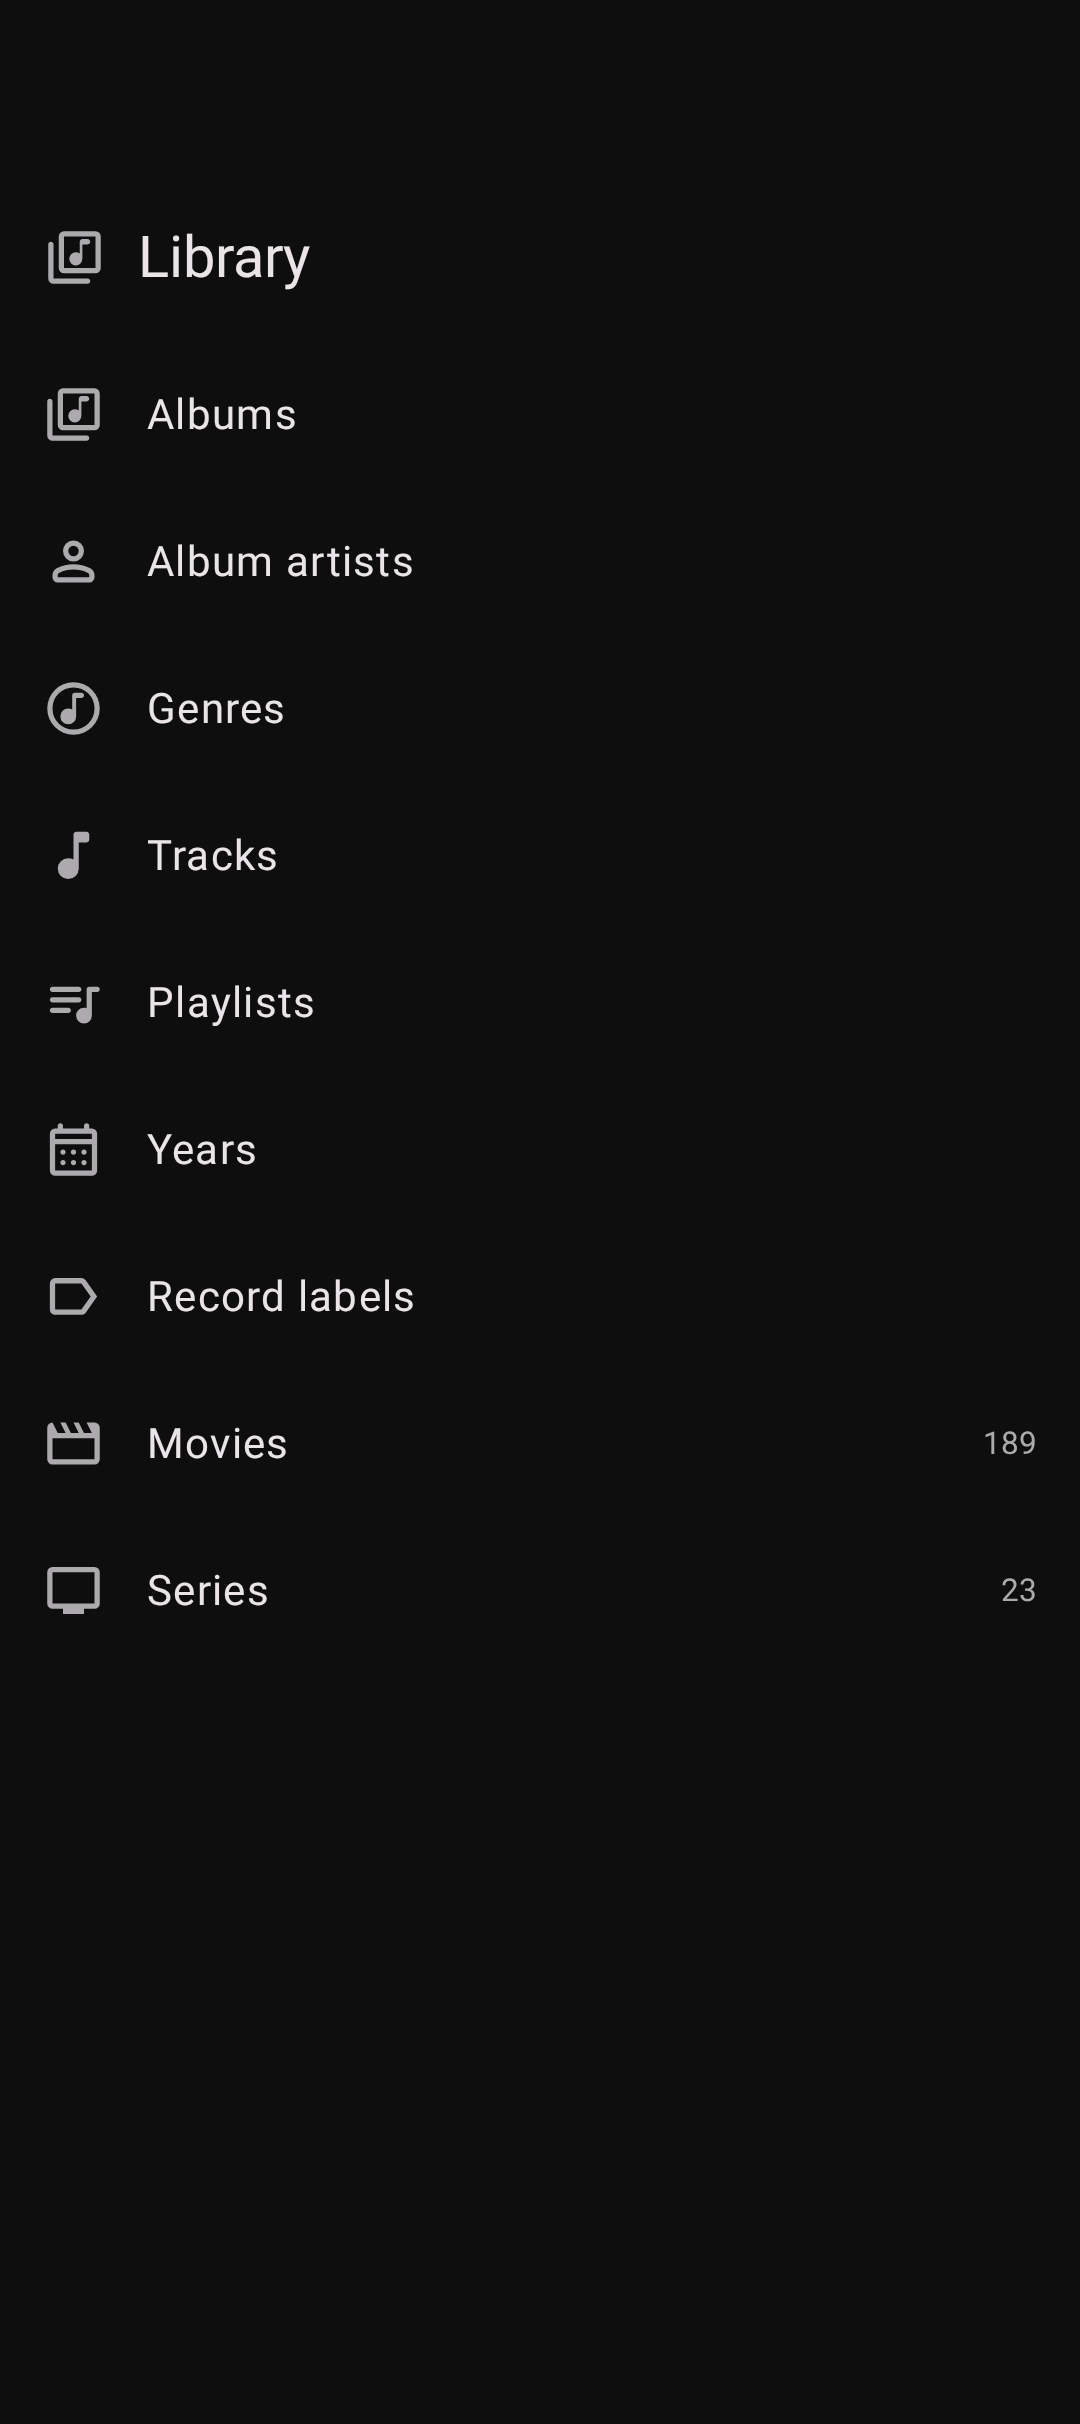 Library
Albums
Album artists
Genres
Tracks
Playlists
Years
Record labels
Movies 189
Series 23